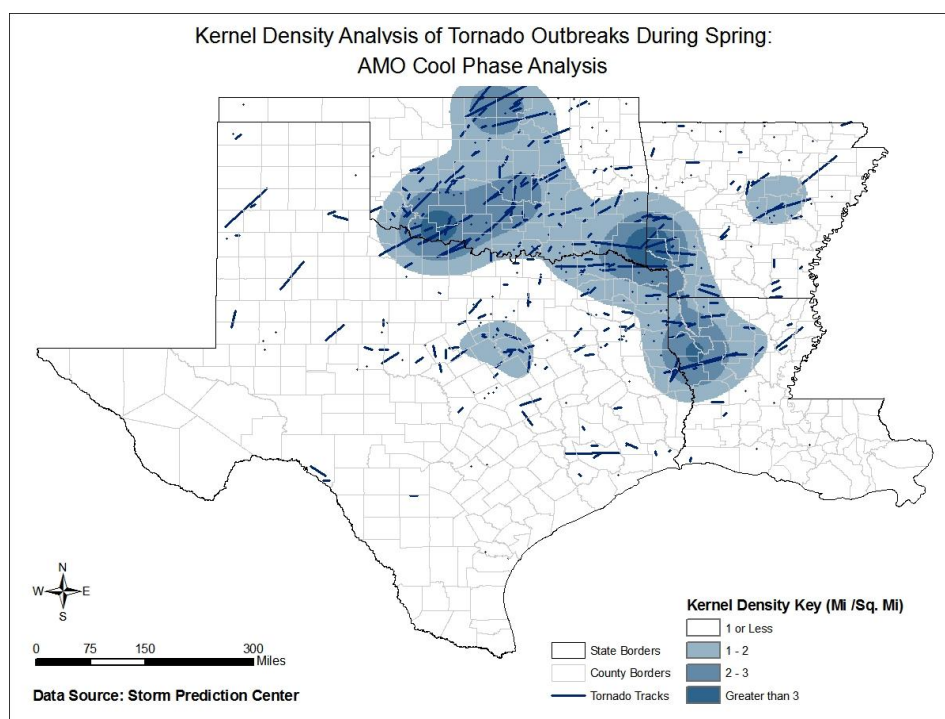 Kernel Density Analysis of Tornado Outbreaks During Spring:
AMO Cool Phase Analysis
N
W E
S
0 75 150 300
Miles
Data Source: Storm Prediction Center
State Borders
County Borders
Tornado Tracks
Kernel Density Key (Mi /Sq. Mi)
1 or Less
1 - 2
2 - 3
Greater than 3